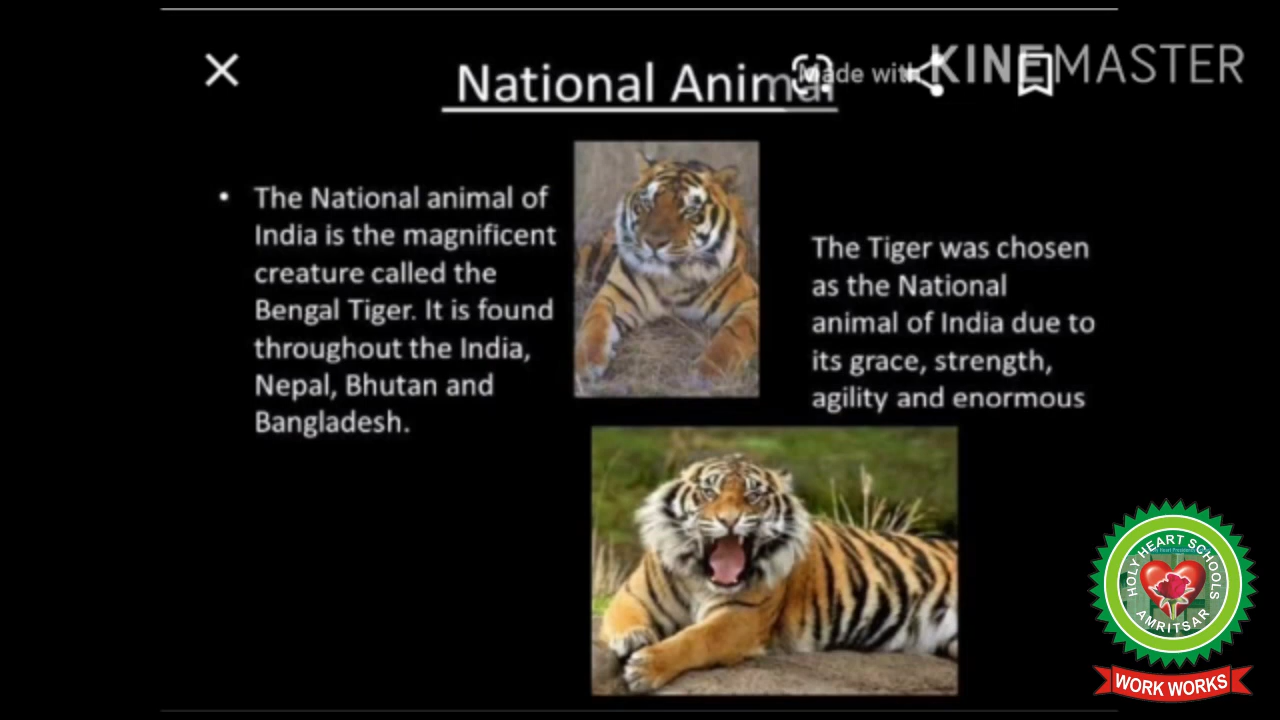 National Animal
Made with KINEMASTER
• The National animal of
India is the magnificent
creature called the
Bengal Tiger. It is found
throughout the India,
Nepal, Bhutan and
Bangladesh.
The Tiger was chosen
as the National
animal of India due to
its grace, strength,
agility and enormous
HOLY HEART SCHOOLS
AMRITSAR
WORK WORKS